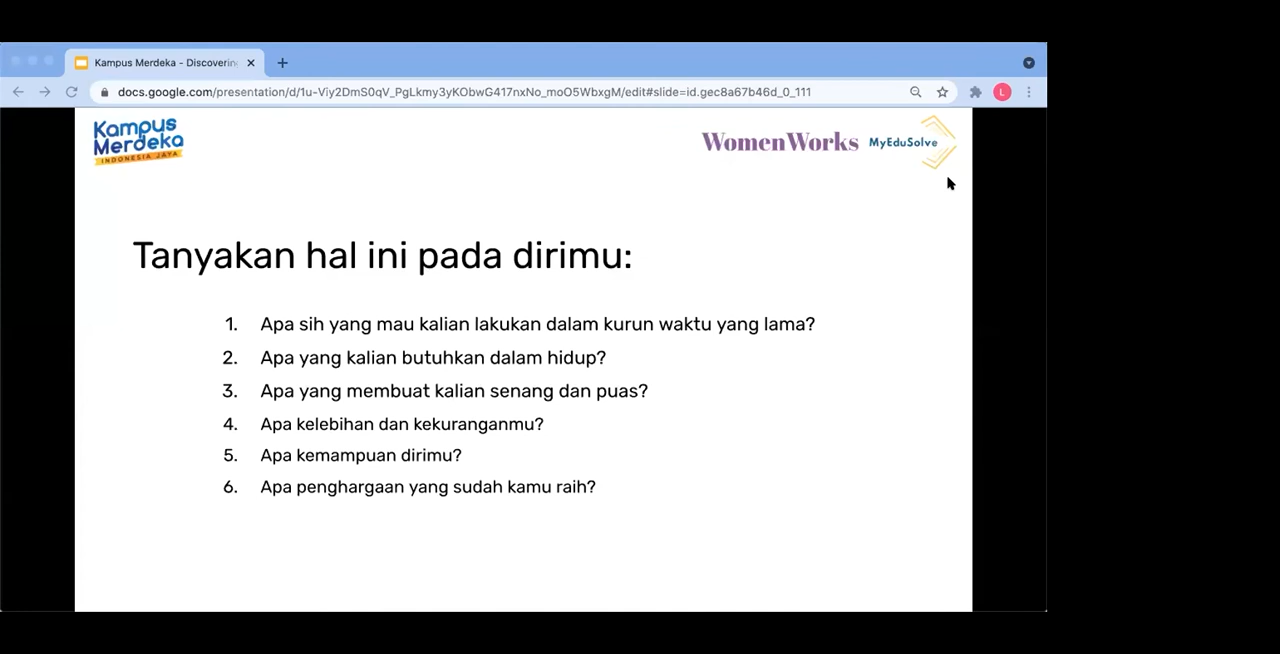 Kampus Merdeka - Discovering
docs.google.com/presentation/d/1u-Viy2DmS0qV_PgLkmy3yKObwG417nxNo_moO5WbxgM/edit#slide=id.gec8a67b46d_0_111
L
Kampus
Merdeka
INDONESIA JAYA
WomenWorks
MyEduSolve
Tanyakan hal ini pada dirimu:
1. Apa sih yang mau kalian lakukan dalam kurun waktu yang lama?
2. Apa yang kalian butuhkan dalam hidup?
3. Apa yang membuat kalian senang dan puas?
4. Apa kelebihan dan kekuranganmu?
5. Apa kemampuan dirimu?
6. Apa penghargaan yang sudah kamu raih?